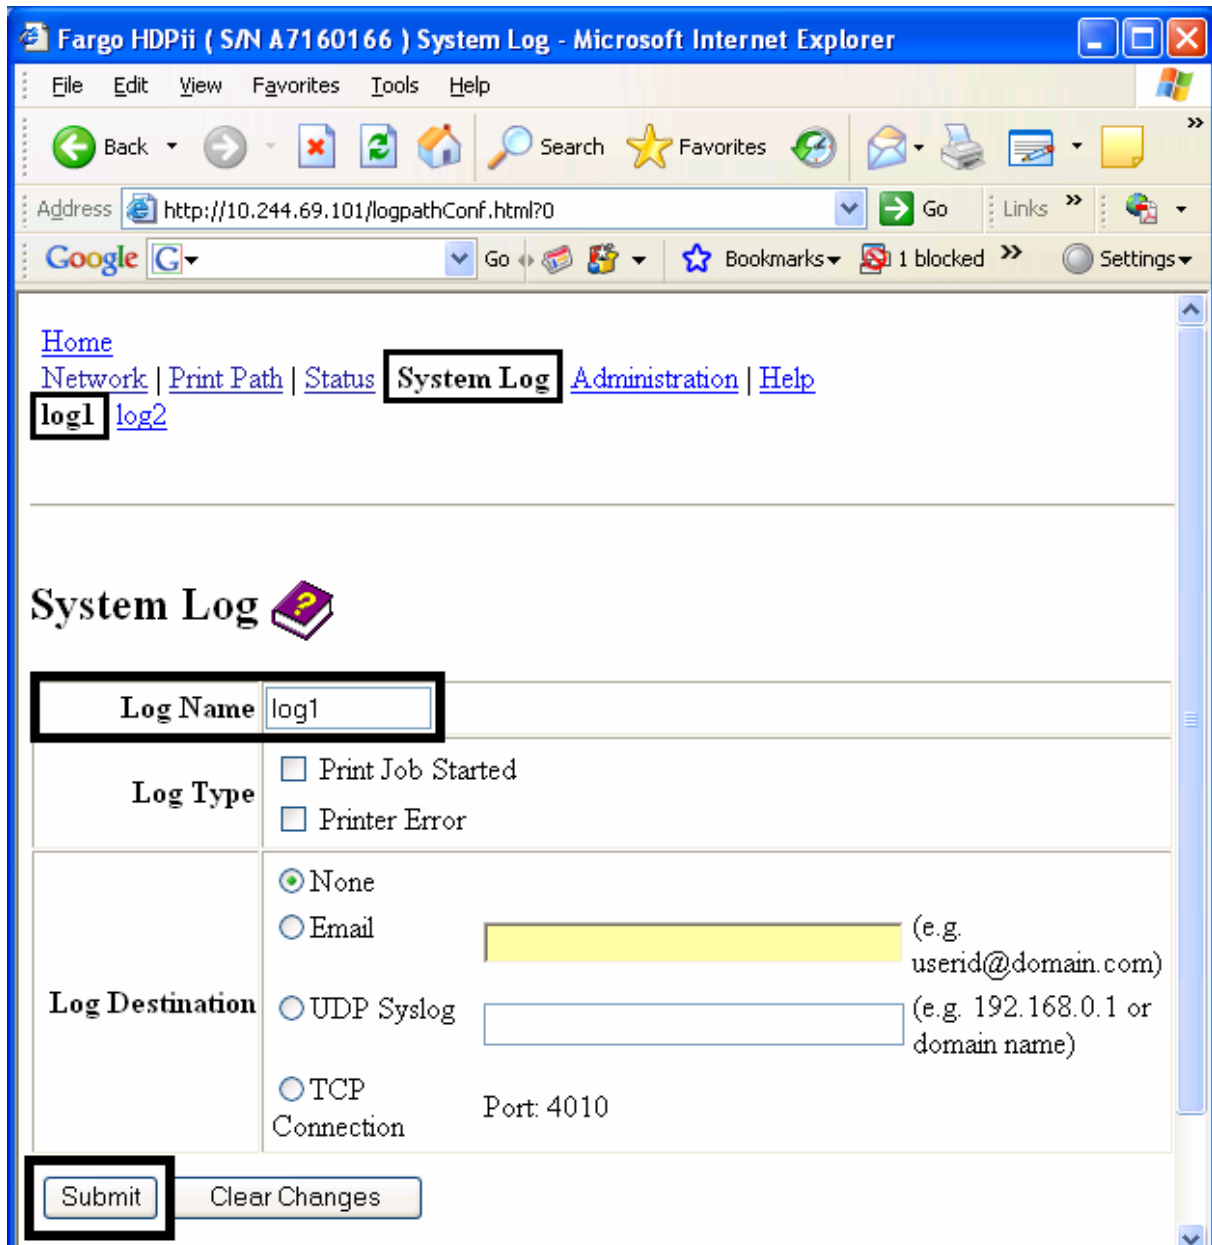 Fargo HDPii ( S/N A7160166 ) System Log - Microsoft Internet Explorer
File Edit View Favorites Tools Help
Back Search Favorites »
Address http://10.244.69.101/logpathConf.html?0 Go Links »
Google G Go Bookmarks 1 blocked » Settings
Home
Network | Print Path | Status System Log Administration | Help
log1 log2
System Log ?
Log Name log1
Log Type
Print Job Started
Printer Error
Log Destination
None
Email (e.g. userid@domain.com)
UDP Syslog (e.g. 192.168.0.1 or domain name)
TCP Connection Port: 4010
Submit Clear Changes